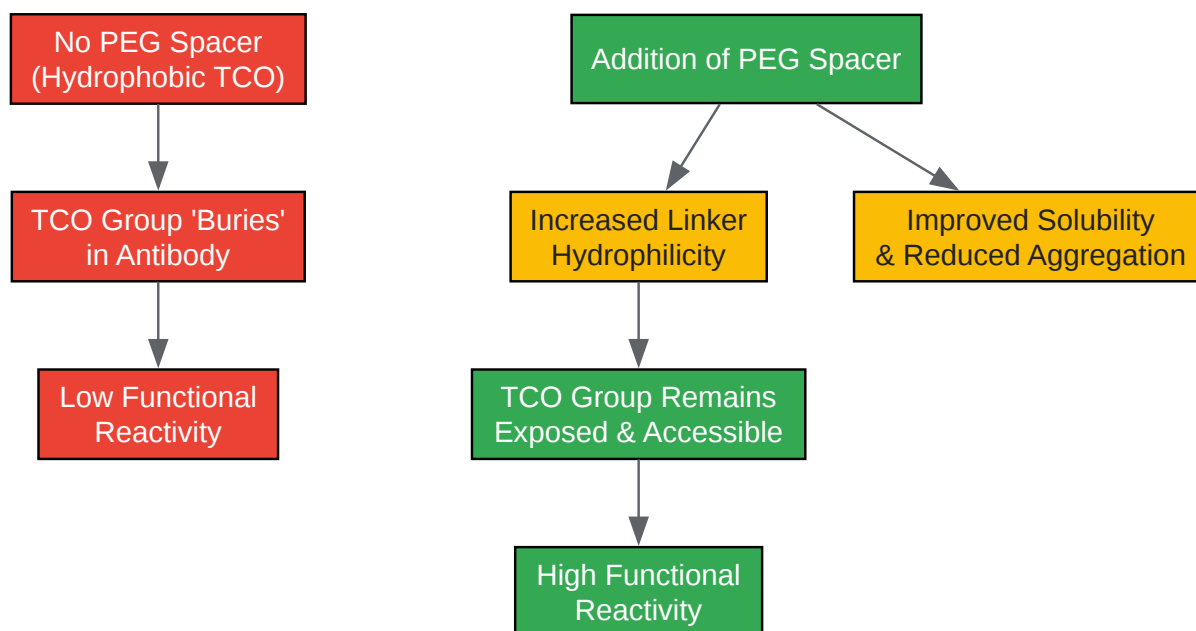 No PEG Spacer
(Hydrophobic TCO)
TCO Group 'Buries'
in Antibody
Low Functional
Reactivity
Addition of PEG Spacer
Increased Linker
Hydrophilicity
Improved Solubility
& Reduced Aggregation
TCO Group Remains
Exposed & Accessible
High Functional
Reactivity